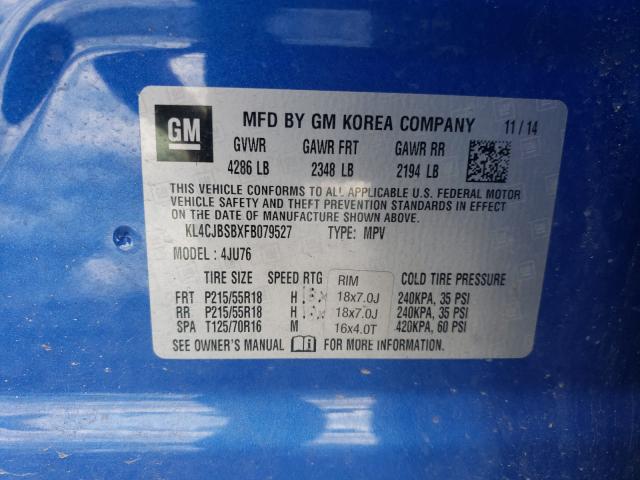 GM
MFD BY GM KOREA COMPANY 11/14
GVWR GAWR FRT GAWR RR
4286 LB 2348 LB 2194 LB
THIS VEHICLE CONFORMS TO ALL APPLICABLE U.S. FEDERAL MOTOR
VEHICLE SAFETY AND THEFT PREVENTION STANDARDS IN EFFECT
ON THE DATE OF MANUFACTURE SHOWN ABOVE.
KL4CJBSBXFB079527 TYPE: MPV
MODEL: 4JU76
TIRE SIZE SPEED RTG RIM COLD TIRE PRESSURE
FRT P215/55R18 H 18x7.0J 240KPA, 35 PSI
RR P215/55R18 H 18x7.0J 240KPA, 35 PSI
SPA T125/70R16 M 16x4.0T 420KPA, 60 PSI
SEE OWNER'S MANUAL FOR MORE INFORMATION.